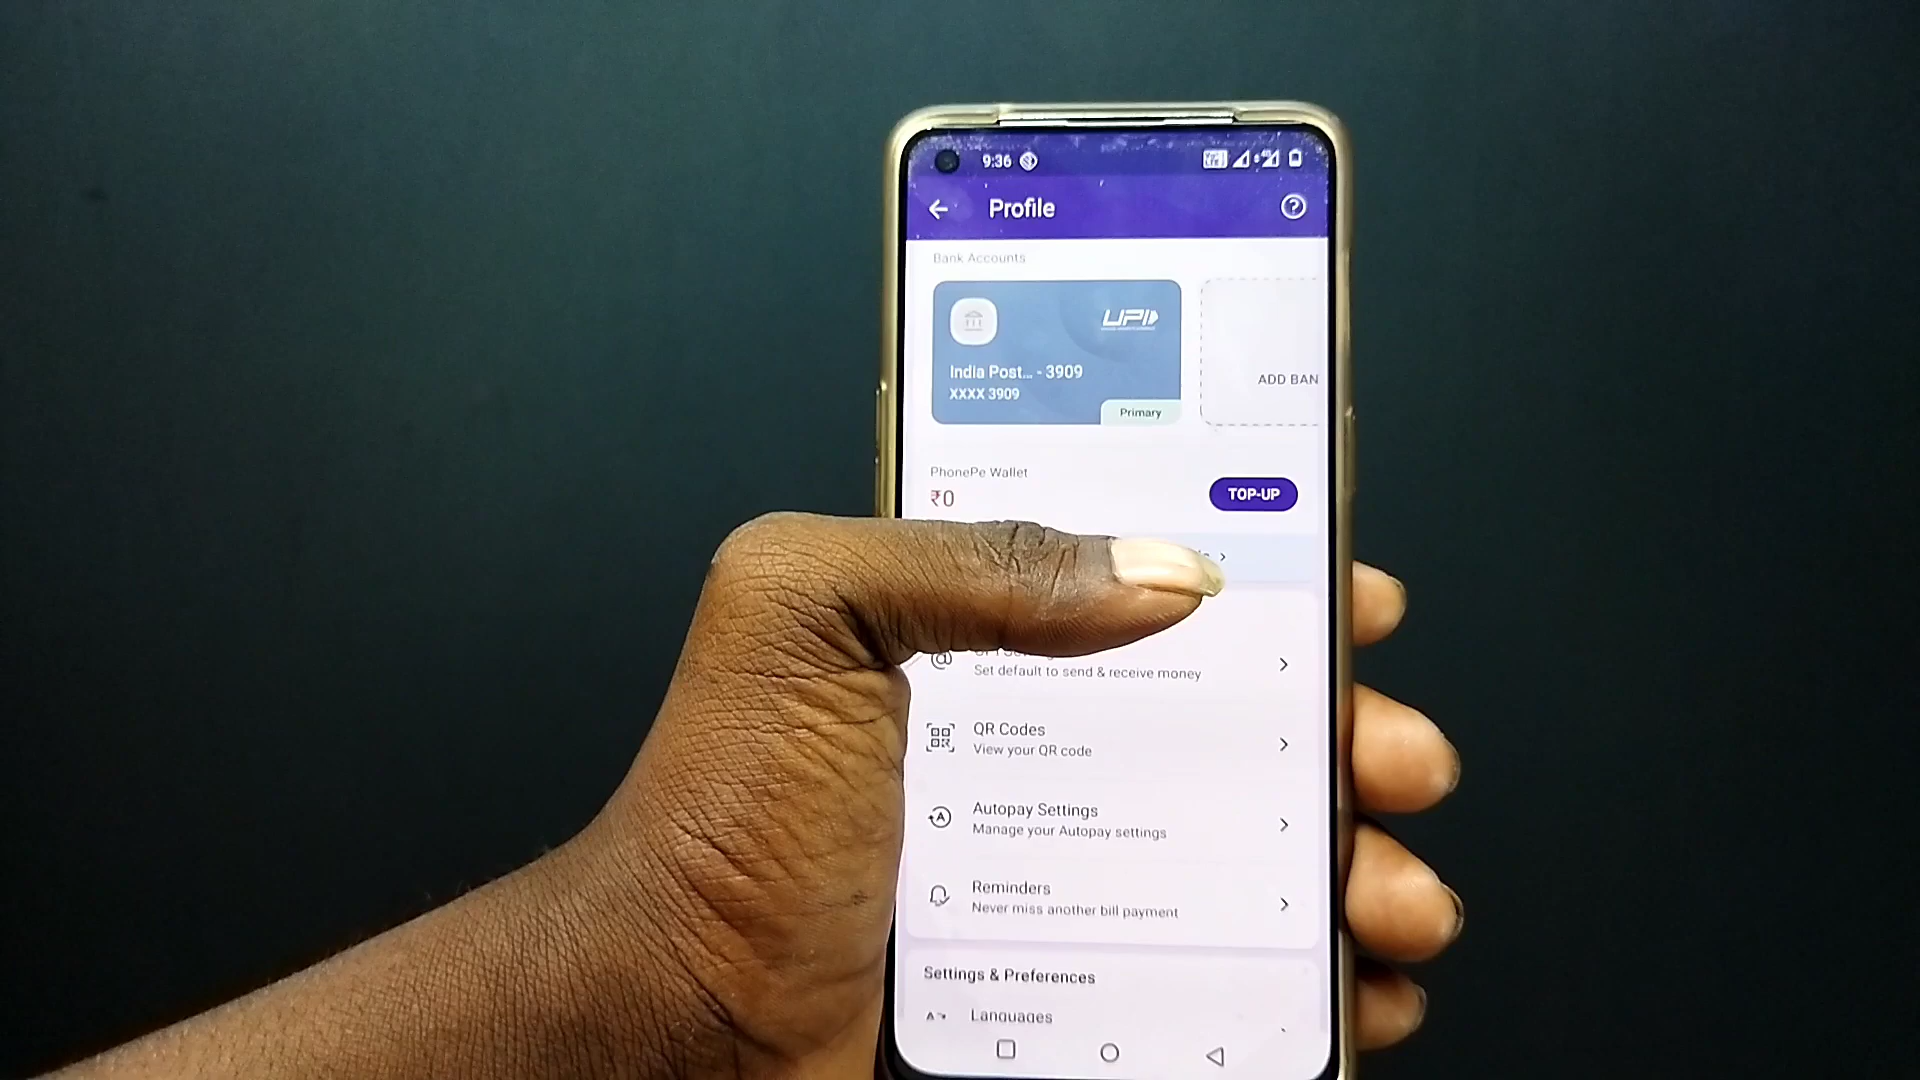 9:36
Profile
Bank Accounts
UPI
India Post... - 3909
XXXX 3909
Primary
ADD BAN
PhonePe Wallet
₹0
TOP-UP
Set default to send & receive money
QR Codes
View your QR code
Autopay Settings
Manage your Autopay settings
Reminders
Never miss another bill payment
Settings & Preferences
Languages